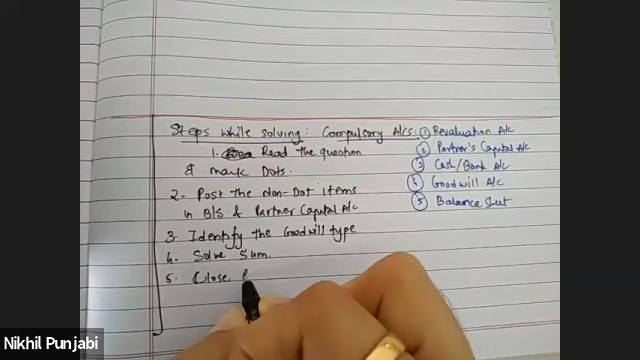 Steps while solving: Compulsory A/cs. ① Revaluation A/c
1. Read the question ② Partner's Capital A/c
& mark Dots. ③ Cash/Bank A/c
2. Post the Non-Dot items ④ Goodwill A/c
in B/S & Partner Capital A/c ⑤ Balance Sheet
3. Identify the Goodwill type
4. Solve Sum.
5. Close
Nikhil Punjabi